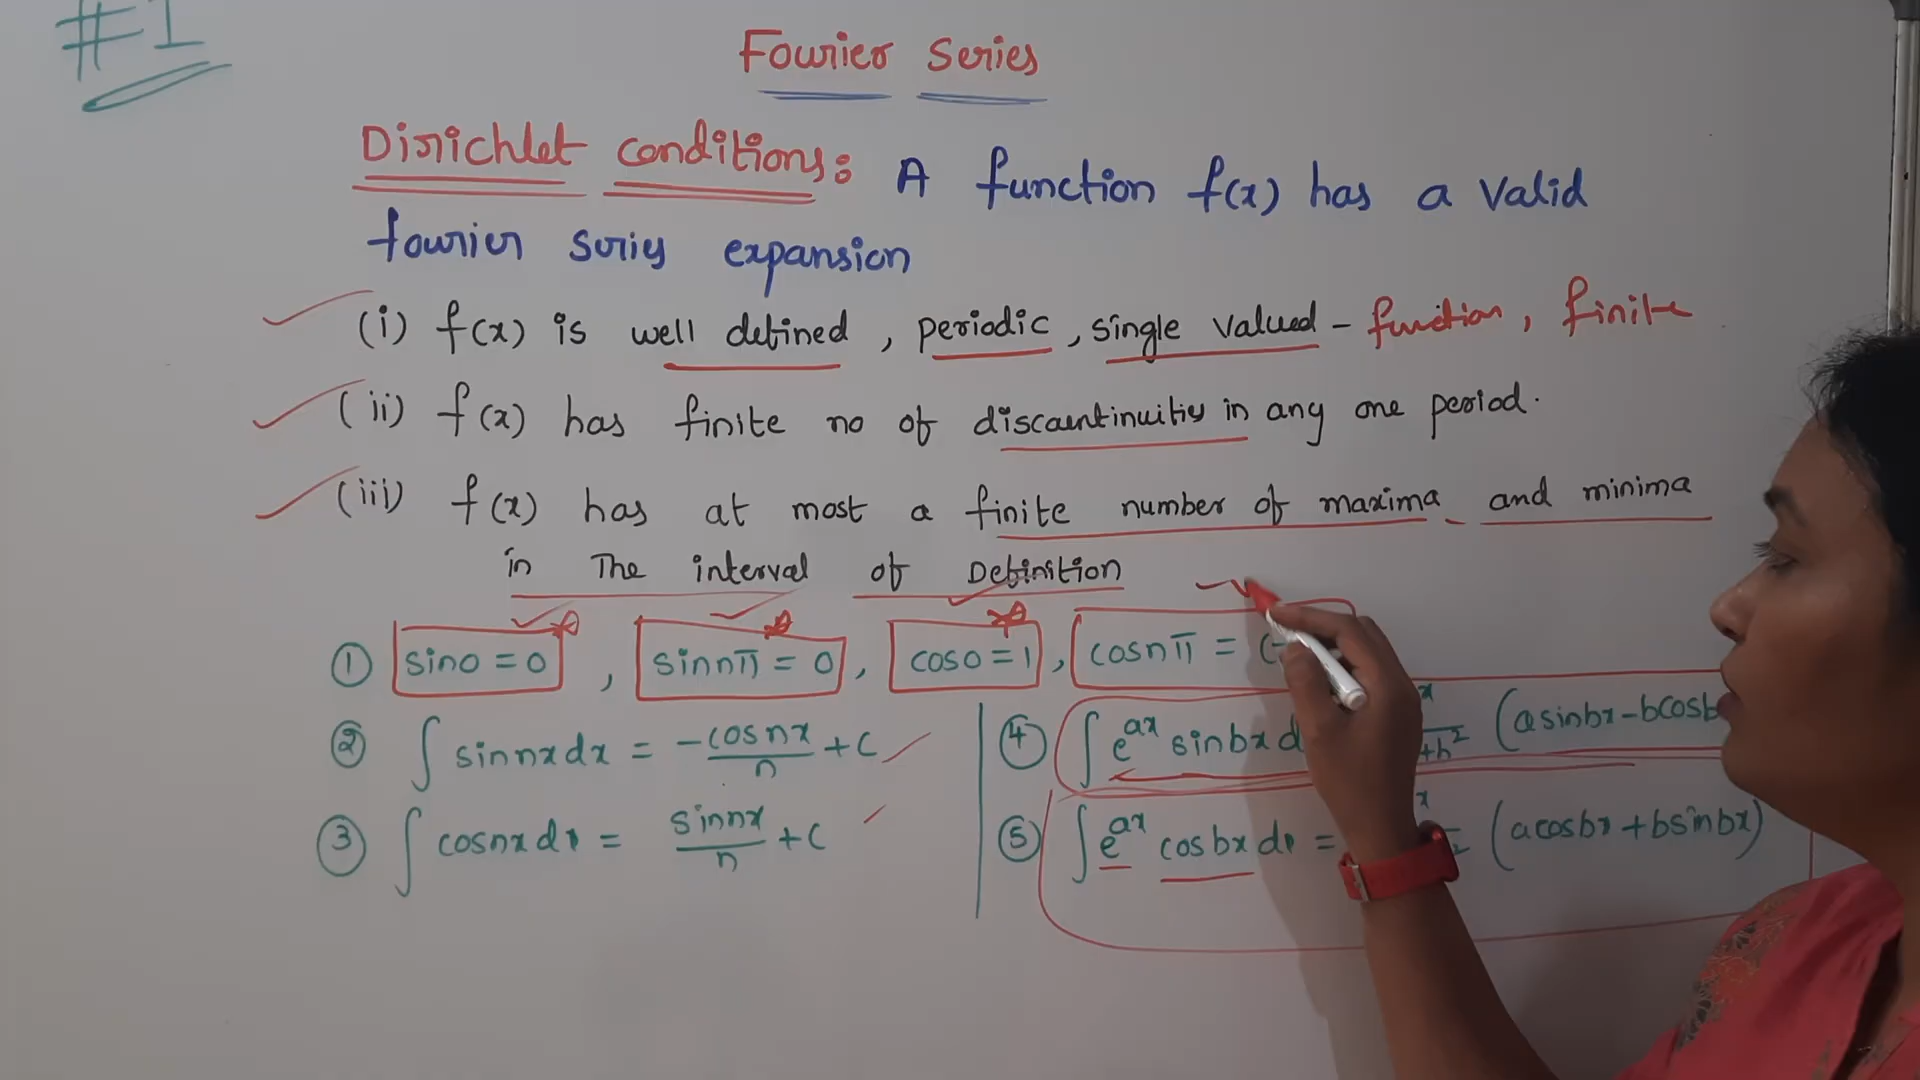 #1
Fourier Series
Dirichlet conditions: A function f(x) has a valid
fourier series expansion
(i) f(x) is well defined, periodic, single valued - function, finite
(ii) f(x) has finite no of discontinuities in any one period.
(iii) f(x) has at most a finite number of maxima and minima
in The interval of Definition
① sin0 = 0, sinnπ = 0, cos0 = 1, cosnπ = (
② ∫ sinnx dx = -cosnx/n + C
③ ∫ cosnx dx = sinnx/n + C
④ ∫ e^ax sinbx d x +b² (asinbx - bcosb
⑤ ∫ e^ax cosbx dx = x 2 (acosbx + bsinbx)